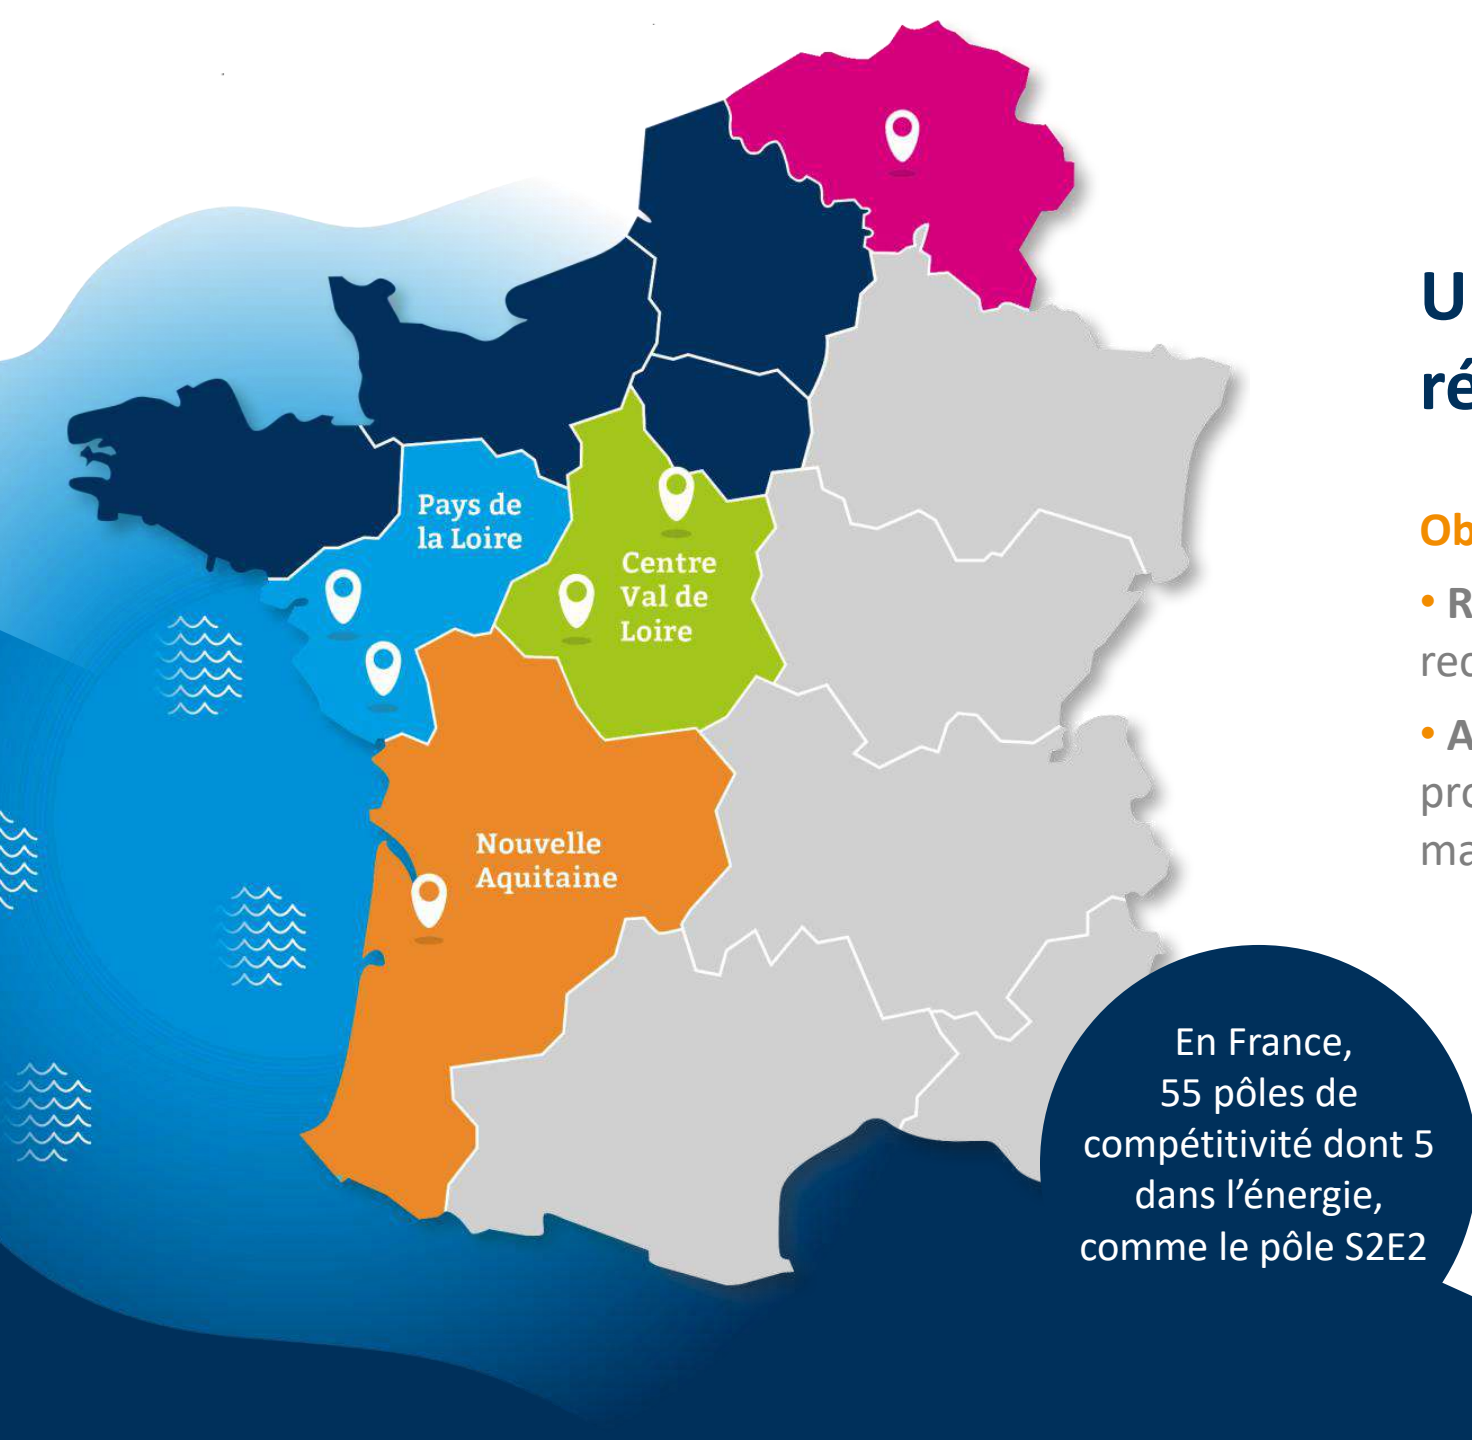 Pays de
la Loire
Centre
Val de
Loire
Nouvelle
Aquitaine
En France,
55 pôles de
compétitivité dont 5
dans l’énergie,
comme le pôle S2E2